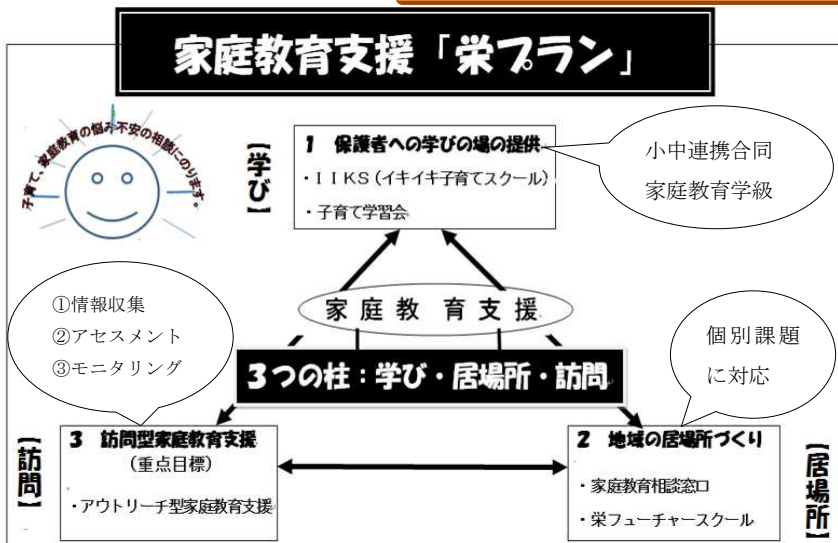 家庭教育支援「栄プラン」
子育て、家庭教育の悩み不安の相談にのります。
【学び】
1 保護者への学びの場の提供
・IIKS(イキイキ子育てスクール)
・子育て学習会
小中連携合同
家庭教育学級
①情報収集
②アセスメント
③モニタリング
家庭教育支援
3つの柱:学び・居場所・訪問
個別課題
に対応
【訪問】
3 訪問型家庭教育支援
(重点目標)
・アウトリーチ型家庭教育支援
2 地域の居場所づくり
・家庭教育相談窓口
・栄フューチャースクール
【居場所】